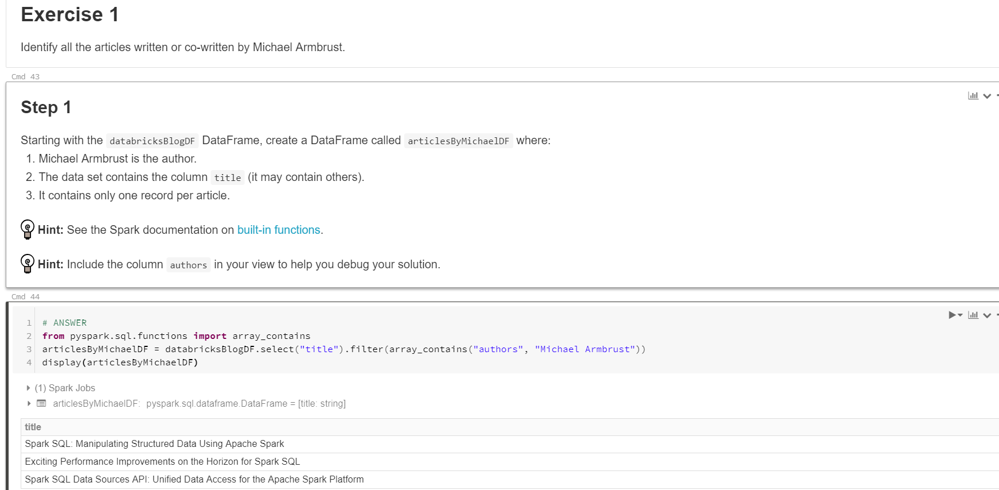 Exercise 1
Identify all the articles written or co-written by Michael Armbrust.
Cmd 43
Step 1
Starting with the databricksBlogDF DataFrame, create a DataFrame called articlesByMichaelDF where:
1. Michael Armbrust is the author.
2. The data set contains the column title (it may contain others).
3. It contains only one record per article.
Hint: See the Spark documentation on built-in functions.
Hint: Include the column authors in your view to help you debug your solution.
Cmd 44
1 # ANSWER
2 from pyspark.sql.functions import array_contains
3 articlesByMichaelDF = databricksBlogDF.select("title").filter(array_contains("authors", "Michael Armbrust"))
4 display(articlesByMichaelDF)
(1) Spark Jobs
articlesByMichaelDF: pyspark.sql.dataframe.DataFrame = [title: string]
title
Spark SQL: Manipulating Structured Data Using Apache Spark
Exciting Performance Improvements on the Horizon for Spark SQL
Spark SQL Data Sources API: Unified Data Access for the Apache Spark Platform